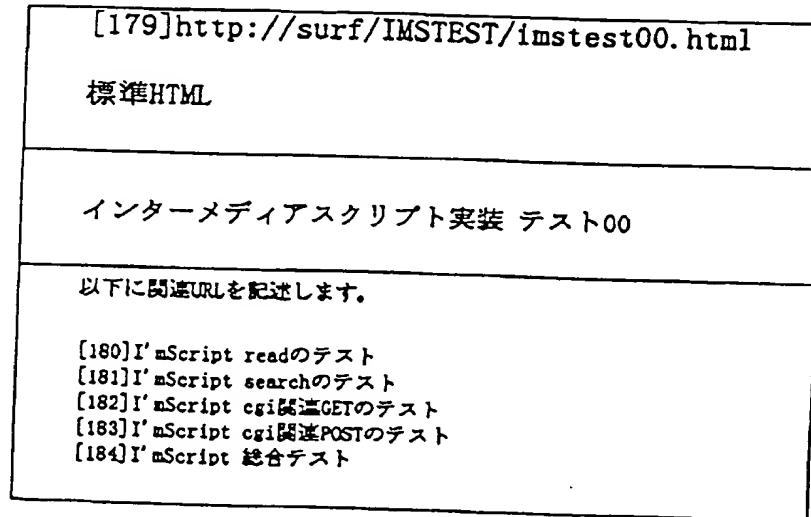 [179]http://surf/IMSTEST/imstest00.html
標準HTML
インターメディアスクリプト実装 テスト00
以下に関連URLを記述します。
[180]I'mScript readのテスト
[181]I'mScript searchのテスト
[182]I'mScript cgi関連GETのテスト
[183]I'mScript cgi関連POSTのテスト
[184]I'mScript 総合テスト